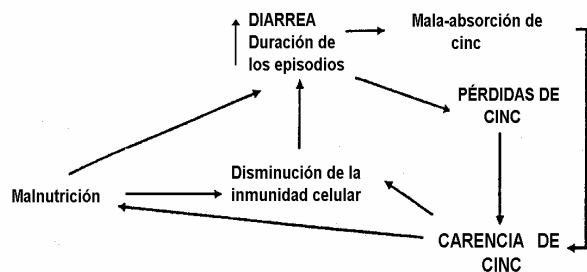 DIARREA
Duración de
los episodios
Mala-absorción de
cinc
PÉRDIDAS DE
CINC
Disminución de la
inmunidad celular
Malnutrición
CARENCIA DE
CINC